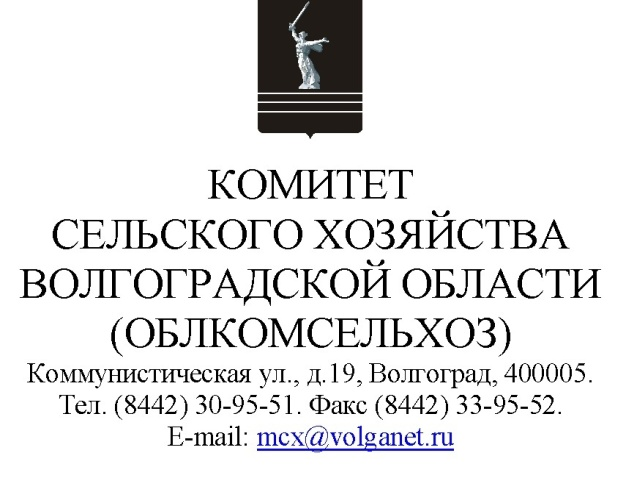 КОМИТЕТ
СЕЛЬСКОГО ХОЗЯЙСТВА
ВОЛГОГРАДСКОЙ ОБЛАСТИ
(ОБЛКОМСЕЛЬХОЗ)
Коммунистическая ул., д.19, Волгоград, 400005.
Тел. (8442) 30-95-51. Факс (8442) 33-95-52.
E-mail: mcx@volganet.ru